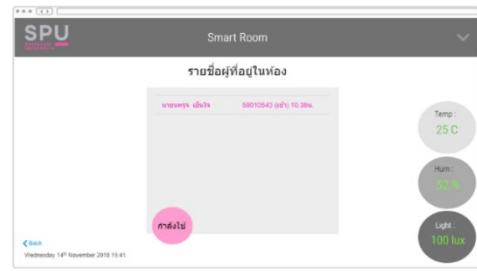 SPU
Smart Room
รายชื่อผู้ที่อยู่ในห้อง
59010543 (เข้า) 10.38น.
Temp :
25 C
Hum :
52 %
กำลังใช้
Light :
100 lux
Back
Wednesday 14th November 2018 15:41